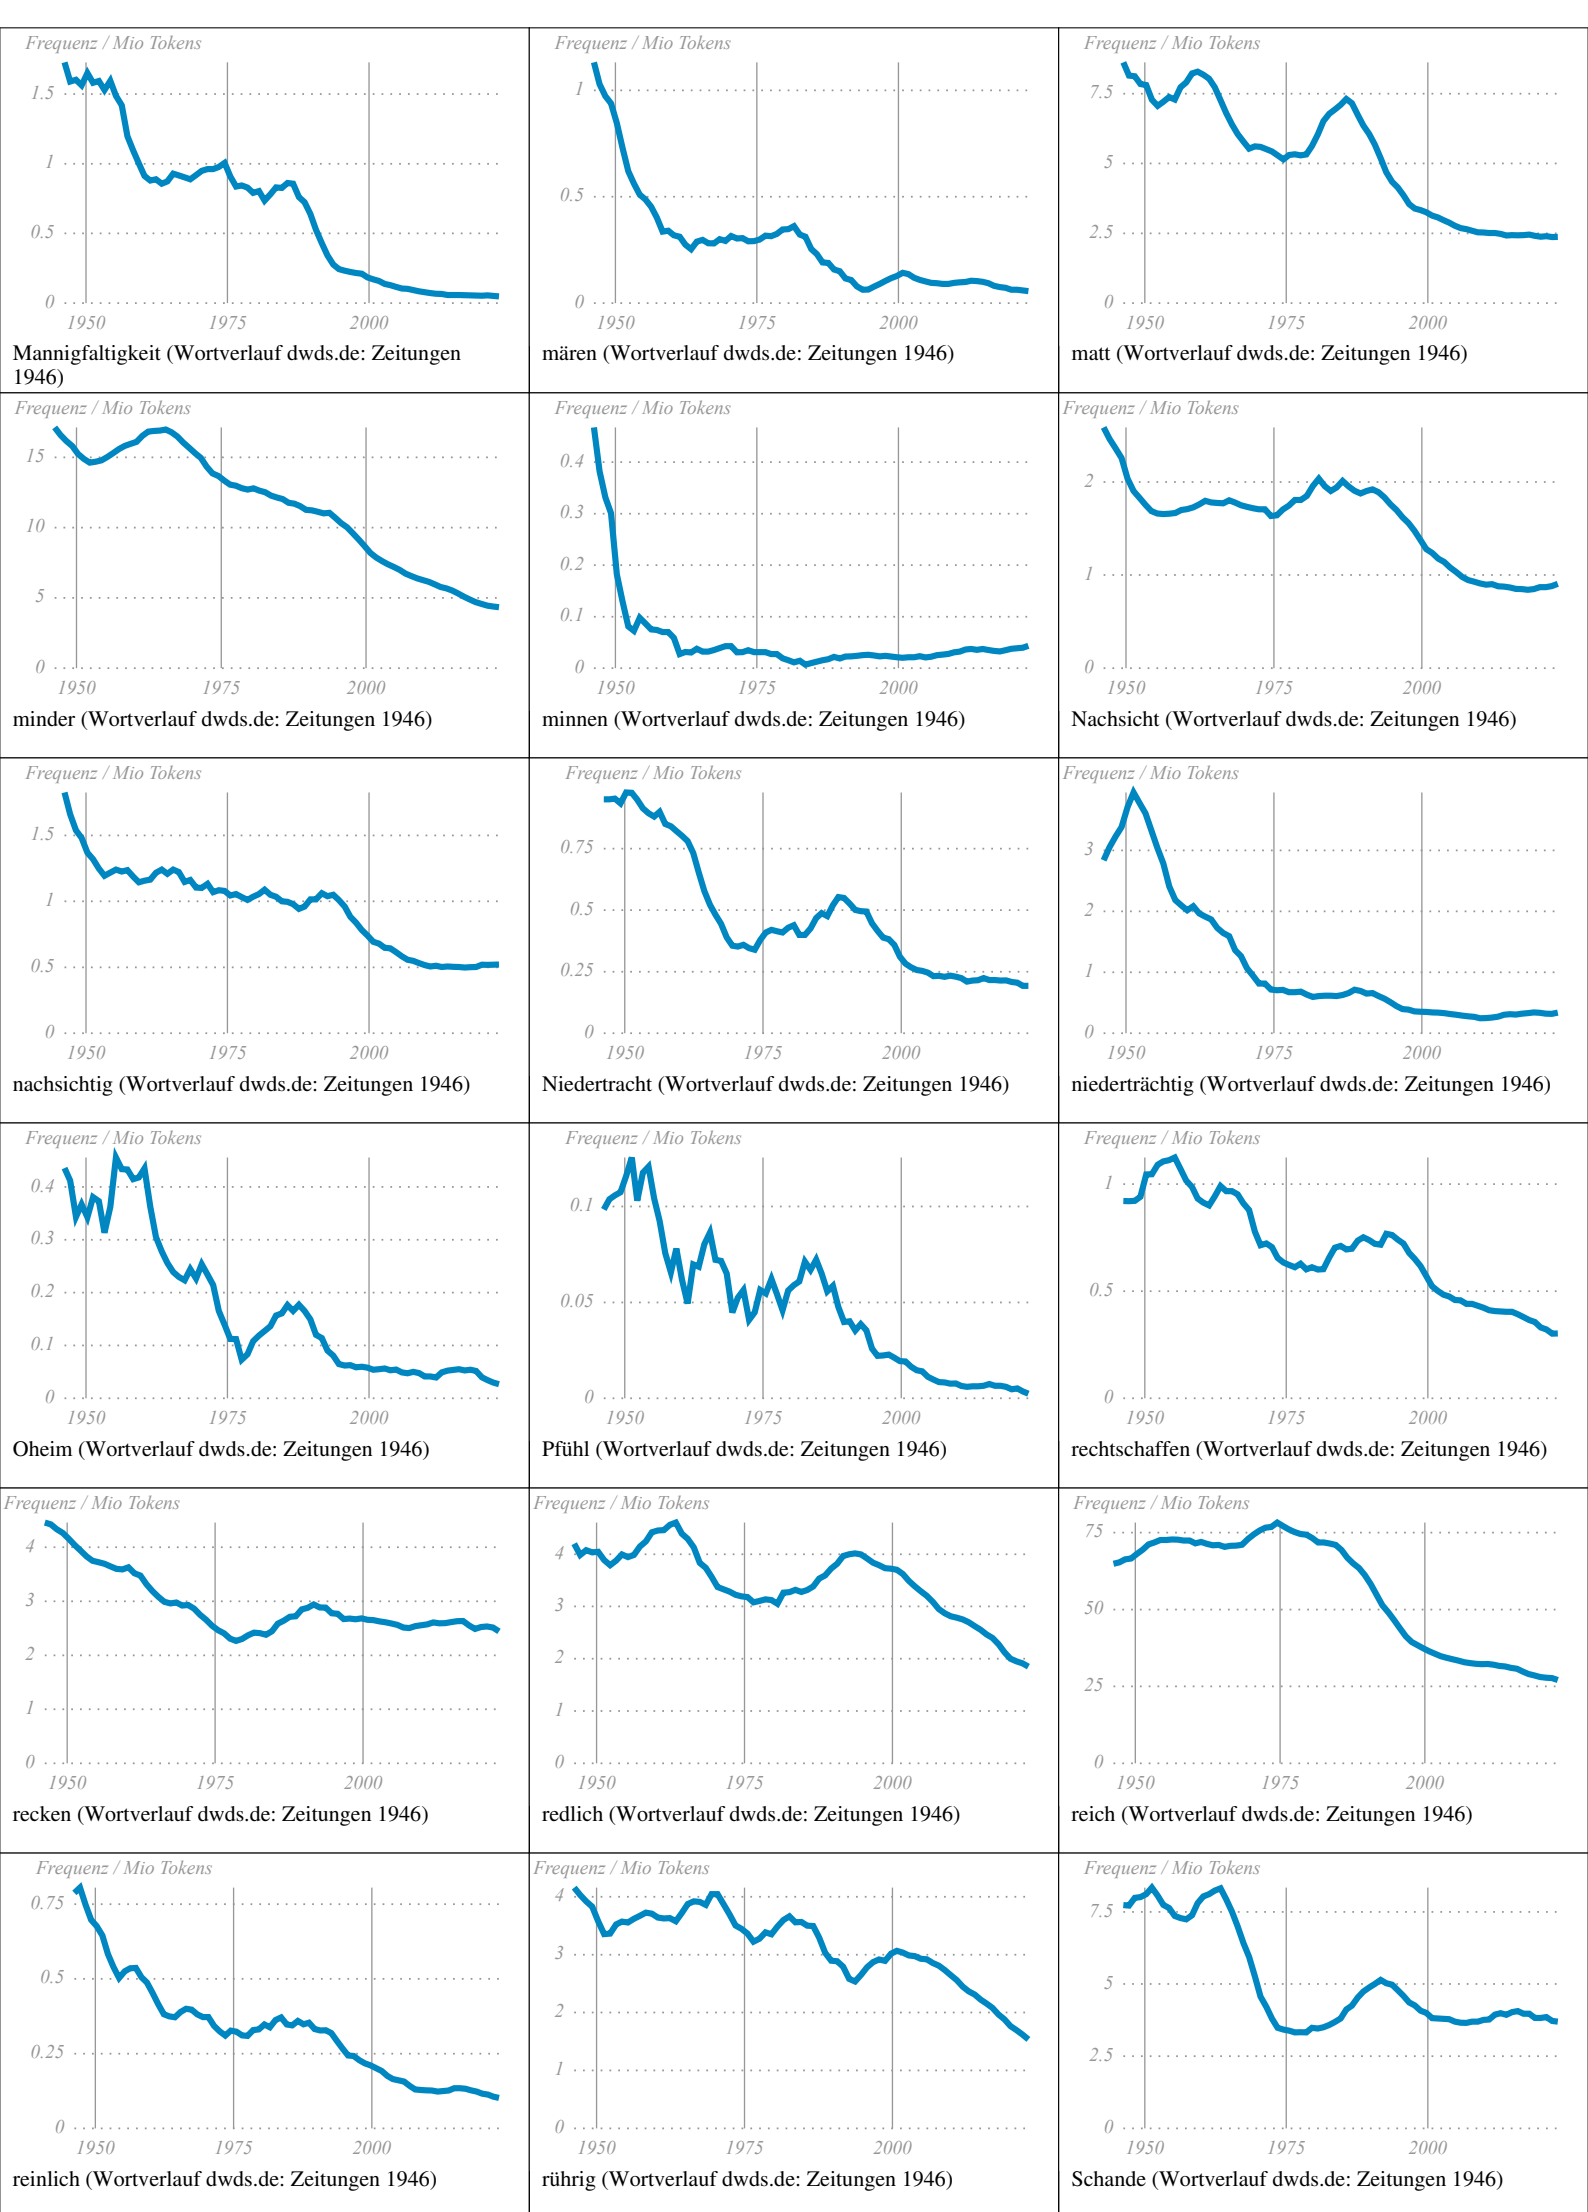 Frequenz / Mio Tokens
1.5
1
0.5
0
1950 1975 2000
Mannigfaltigkeit (Wortverlauf dwds.de: Zeitungen
1946)
Frequenz / Mio Tokens
1
0.5
0
1950 1975 2000
mären (Wortverlauf dwds.de: Zeitungen 1946)
Frequenz / Mio Tokens
7.5
5
2.5
0
1950 1975 2000
matt (Wortverlauf dwds.de: Zeitungen 1946)
Frequenz / Mio Tokens
15
10
5
0
1950 1975 2000
minder (Wortverlauf dwds.de: Zeitungen 1946)
Frequenz / Mio Tokens
0.4
0.3
0.2
0.1
0
1950 1975 2000
minnen (Wortverlauf dwds.de: Zeitungen 1946)
Frequenz / Mio Tokens
2
1
0
1950 1975 2000
Nachsicht (Wortverlauf dwds.de: Zeitungen 1946)
Frequenz / Mio Tokens
1.5
1
0.5
0
1950 1975 2000
nachsichtig (Wortverlauf dwds.de: Zeitungen 1946)
Frequenz / Mio Tokens
0.75
0.5
0.25
0
1950 1975 2000
Niedertracht (Wortverlauf dwds.de: Zeitungen 1946)
Frequenz / Mio Tokens
3
2
1
0
1950 1975 2000
niederträchtig (Wortverlauf dwds.de: Zeitungen 1946)
Frequenz / Mio Tokens
0.4
0.3
0.2
0.1
0
1950 1975 2000
Oheim (Wortverlauf dwds.de: Zeitungen 1946)
Frequenz / Mio Tokens
0.1
0.05
0
1950 1975 2000
Pfühl (Wortverlauf dwds.de: Zeitungen 1946)
Frequenz / Mio Tokens
1
0.5
0
1950 1975 2000
rechtschaffen (Wortverlauf dwds.de: Zeitungen 1946)
Frequenz / Mio Tokens
4
3
2
1
0
1950 1975 2000
recken (Wortverlauf dwds.de: Zeitungen 1946)
Frequenz / Mio Tokens
4
3
2
1
0
1950 1975 2000
redlich (Wortverlauf dwds.de: Zeitungen 1946)
Frequenz / Mio Tokens
75
50
25
0
1950 1975 2000
reich (Wortverlauf dwds.de: Zeitungen 1946)
Frequenz / Mio Tokens
0.75
0.5
0.25
0
1950 1975 2000
reinlich (Wortverlauf dwds.de: Zeitungen 1946)
Frequenz / Mio Tokens
4
3
2
1
0
1950 1975 2000
rührig (Wortverlauf dwds.de: Zeitungen 1946)
Frequenz / Mio Tokens
7.5
5
2.5
0
1950 1975 2000
Schande (Wortverlauf dwds.de: Zeitungen 1946)